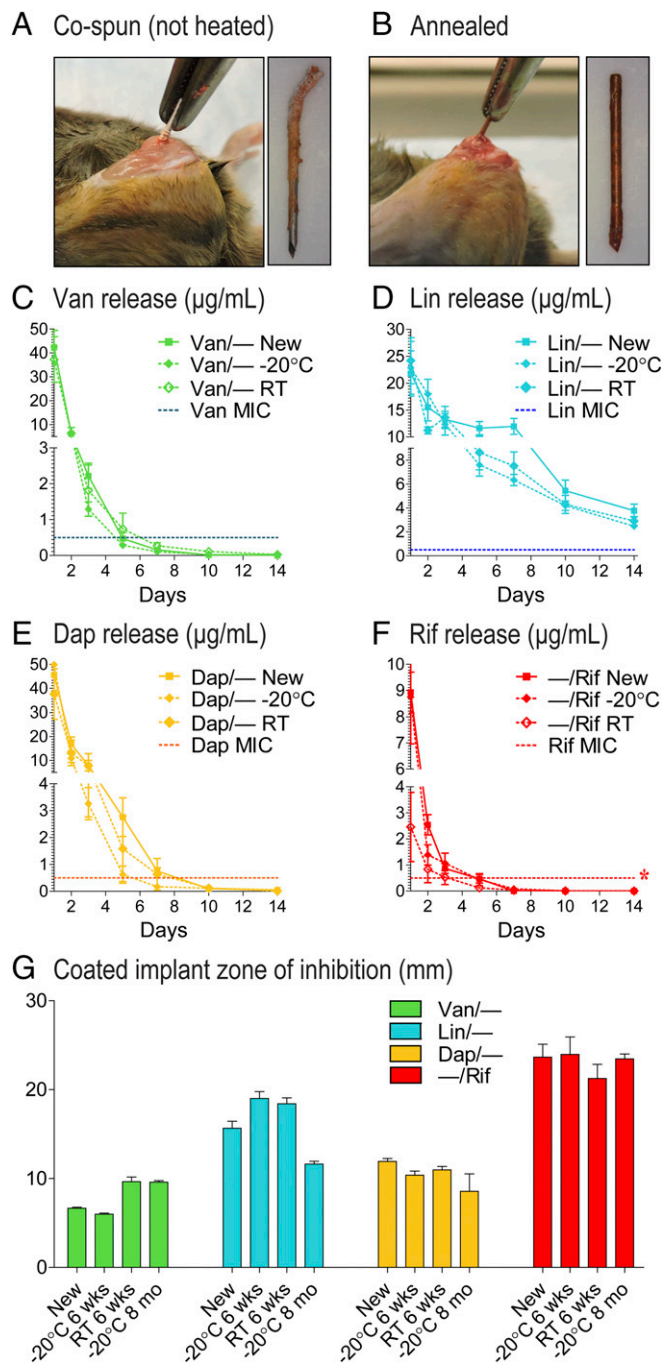 A Co-spun (not heated)
B Annealed
C Van release (µg/mL)
50
40
30
20
10
3
2
1
0
Van/— New
Van/— -20°C
Van/— RT
Van MIC
2 4 6 8 10 12 14
Days
D Lin release (µg/mL)
30
25
20
15
10
8
6
4
2
0
Lin/— New
Lin/— -20°C
Lin/— RT
Lin MIC
2 4 6 8 10 12 14
Days
E Dap release (µg/mL)
50
40
30
20
10
4
3
2
1
0
Dap/— New
Dap/— -20°C
Dap/— RT
Dap MIC
2 4 6 8 10 12 14
Days
F Rif release (µg/mL)
10
9
8
7
6
4
3
2
1
0
—/Rif New
—/Rif -20°C
—/Rif RT
Rif MIC
*
2 4 6 8 10 12 14
Days
G Coated implant zone of inhibition (mm)
30
20
10
0
Van/—
Lin/—
Dap/—
—/Rif
New
-20°C 6 wks
RT 6 wks
-20°C 8 mo
New
-20°C 6 wks
RT 6 wks
-20°C 8 mo
New
-20°C 6 wks
RT 6 wks
-20°C 8 mo
New
-20°C 6 wks
RT 6 wks
-20°C 8 mo